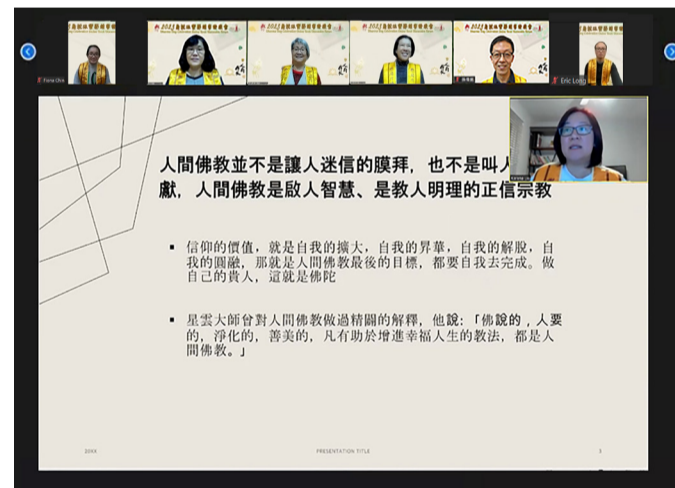 Eric Long
人間佛教並不是讓人迷信的膜拜，也不是叫人
獻，人間佛教是啟人智慧、是教人明理的正信宗教
▪ 信仰的價值，就是自我的擴大，自我的昇華，自我的解脫，自
我的圓融，那就是人間佛教最後的目標，都要自我去完成。做
自己的貴人，這就是佛陀
▪ 星雲大師曾對人間佛教做過精闢的解釋，他說:「佛說的，人要
的，淨化的，善美的，凡有助於增進幸福人生的教法，都是人
間佛教。」
20XX
PRESENTATION TITLE
3